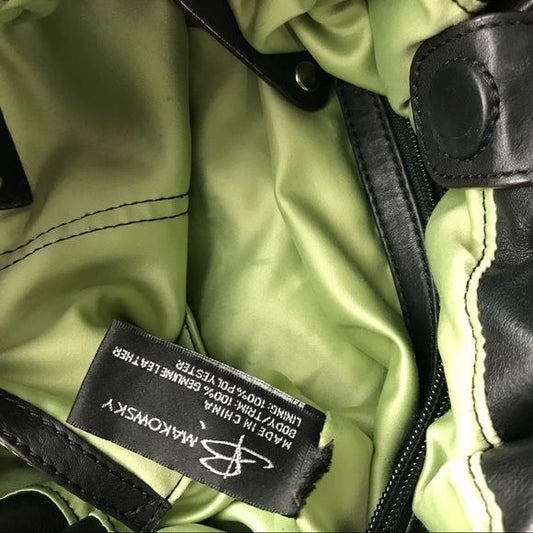 B.
MAKOWSKY
MADE IN CHINA
BODY/TRIM: 100% GENUINE LEATHER
LINING: 100% POLYESTER